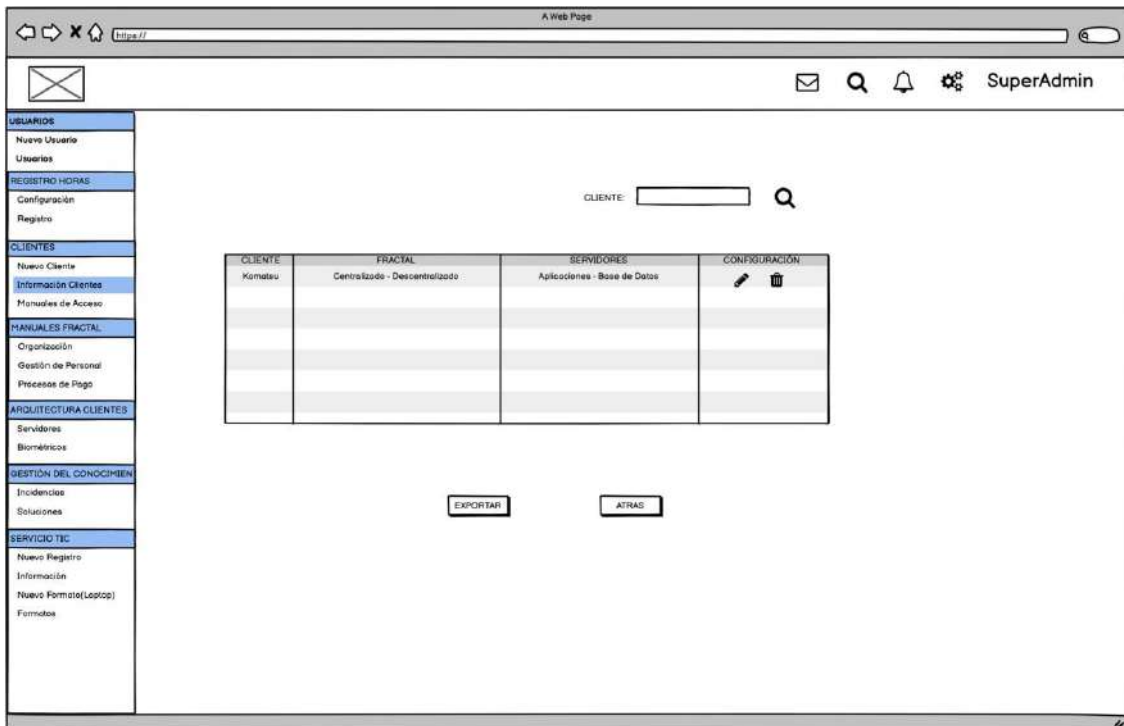 A Web Page
https://
SuperAdmin
USUARIOS
Nuevo Usuario
Usuarios
REGISTRO HORAS
Configuración
Registro
CLIENTES
Nuevo Cliente
Información Clientes
Manuales de Acceso
MANUALES FRACTAL
Organización
Gestión de Personal
Procesos de Pago
ARQUITECTURA CLIENTES
Servidores
Biométricos
GESTIÓN DEL CONOCIMIEN
Incidencias
Soluciones
SERVICIO TIC
Nuevo Registro
Información
Nuevo Formato(Laptop)
Formatos
CLIENTE:
CLIENTE FRACTAL SERVIDORES CONFIGURACIÓN
Komatsu Centralizado - Descentralizado Aplicaciones - Base de Datos
EXPORTAR ATRAS